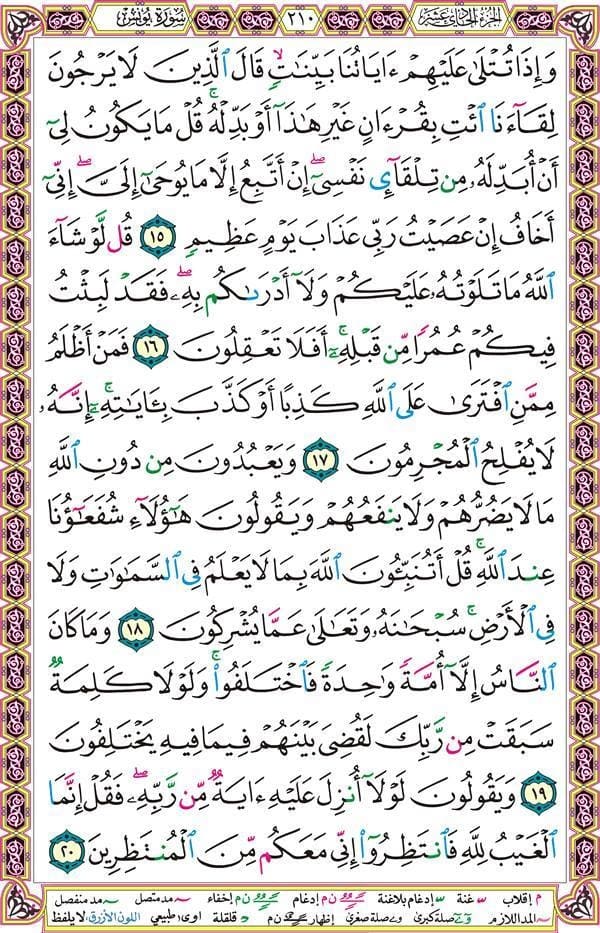 الجزء الحادي عشر
٢١٠
سورة يونس
وَإِذَا تُتْلَىٰ عَلَيْهِمْ ءَايَاتُنَا بَيِّنَٰتٍۙ قَالَ ٱلَّذِينَ لَا يَرْجُونَ
لِقَآءَنَا ٱئْتِ بِقُرْءَانٍ غَيْرِ هَٰذَآ أَوْ بَدِّلْهُۚ قُلْ مَا يَكُونُ لِىٓ
أَنْ أُبَدِّلَهُۥ مِن تِلْقَآئِ نَفْسِىٓۖ إِنْ أَتَّبِعُ إِلَّا مَا يُوحَىٰٓ إِلَىَّۖ إِنِّىٓ
أَخَافُ إِنْ عَصَيْتُ رَبِّى عَذَابَ يَوْمٍ عَظِيمٍ ١٥ قُل لَّوْ شَآءَ
ٱللَّهُ مَا تَلَوْتُهُۥ عَلَيْكُمْ وَلَآ أَدْرَىٰكُم بِهِۦۖ فَقَدْ لَبِثْتُ
فِيكُمْ عُمُرًا مِّن قَبْلِهِۦٓۚ أَفَلَا تَعْقِلُونَ ١٦ فَمَنْ أَظْلَمُ
مِمَّنِ ٱفْتَرَىٰ عَلَى ٱللَّهِ كَذِبًا أَوْ كَذَّبَ بِـَٔايَٰتِهِۦٓۚ إِنَّهُۥ
لَا يُفْلِحُ ٱلْمُجْرِمُونَ ١٧ وَيَعْبُدُونَ مِن دُونِ ٱللَّهِ
مَا لَا يَضُرُّهُمْ وَلَا يَنفَعُهُمْ وَيَقُولُونَ هَٰٓؤُلَآءِ شُفَعَٰٓؤُنَا
عِندَ ٱللَّهِۚ قُلْ أَتُنَبِّـُٔونَ ٱللَّهَ بِمَا لَا يَعْلَمُ فِى ٱلسَّمَٰوَٰتِ وَلَا
فِى ٱلْأَرْضِۚ سُبْحَٰنَهُۥ وَتَعَٰلَىٰ عَمَّا يُشْرِكُونَ ١٨ وَمَا كَانَ
ٱلنَّاسُ إِلَّآ أُمَّةً وَٰحِدَةً فَٱخْتَلَفُوا۟ۚ وَلَوْلَا كَلِمَةٌ
سَبَقَتْ مِن رَّبِّكَ لَقُضِىَ بَيْنَهُمْ فِيمَا فِيهِ يَخْتَلِفُونَ
١٩ وَيَقُولُونَ لَوْلَآ أُنزِلَ عَلَيْهِ ءَايَةٌ مِّن رَّبِّهِۦۖ فَقُلْ إِنَّمَا
ٱلْغَيْبُ لِلَّهِ فَٱنتَظِرُوٓا۟ إِنِّى مَعَكُم مِّنَ ٱلْمُنتَظِرِينَ ٢٠
م إقلاب غنة إدغام بلاغنة ن م إدغام ن م إخفاء مد متصل مد منفصل
المد اللازم صلة كبرى صلة صغرى إظهار ن م قلقلة اوى طبيعي اللون الأزرق لا يلفظ